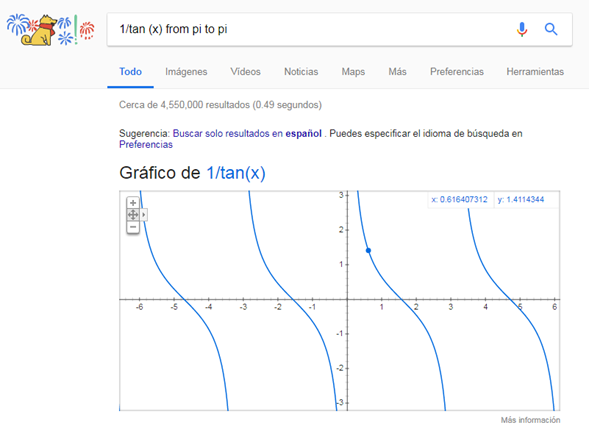 1/tan (x) from pi to pi
Todo Imágenes Vídeos Noticias Maps Más Preferencias Herramientas
Cerca de 4,550,000 resultados (0.49 segundos)
Sugerencia: Buscar solo resultados en español . Puedes especificar el idioma de búsqueda en
Preferencias
Gráfico de 1/tan(x)
x: 0.616407312 y: 1.4114344
3
2
1
-6 -5 -4 -3 -2 -1 1 2 3 4 5 6
-1
-2
-3
Más información